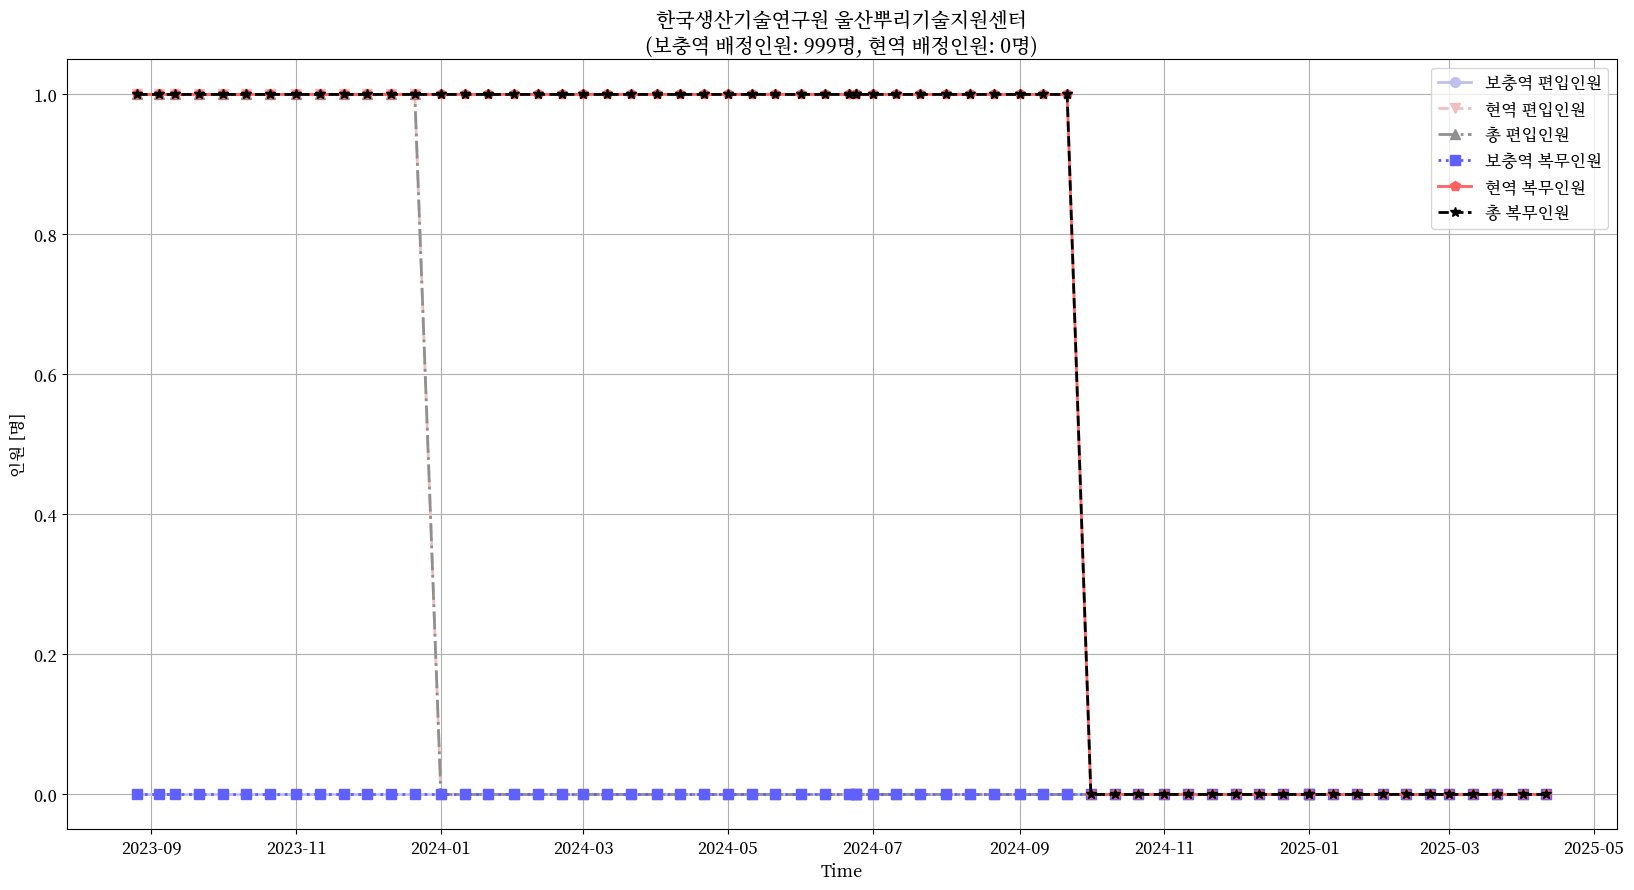 한국생산기술연구원 울산뿌리기술지원센터
(보충역 배정인원: 999명, 현역 배정인원: 0명)
보충역 편입인원
현역 편입인원
총 편입인원
보충역 복무인원
현역 복무인원
총 복무인원
1.0
0.8
0.6
0.4
0.2
0.0
인원 [명]
2023-09 2023-11 2024-01 2024-03 2024-05 2024-07 2024-09 2024-11 2025-01 2025-03 2025-05
Time